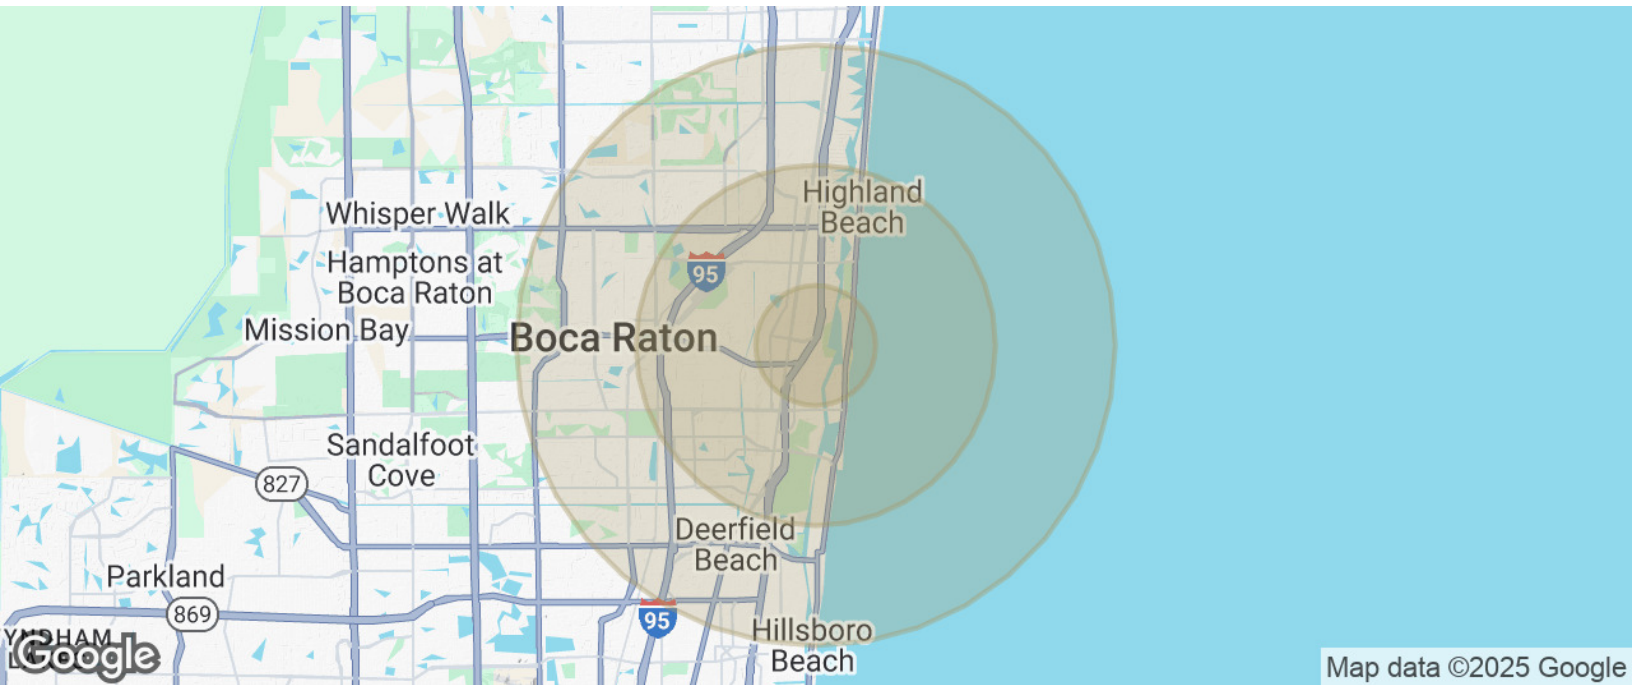 Highland
Beach
Whisper Walk
95
Hamptons at
Boca Raton
Mission Bay
Boca Raton
Sandalfoot
Cove
827
Deerfield
Beach
Parkland
869
95
Hillsboro
Beach
YNDHAM
Google
Map data ©2025 Google